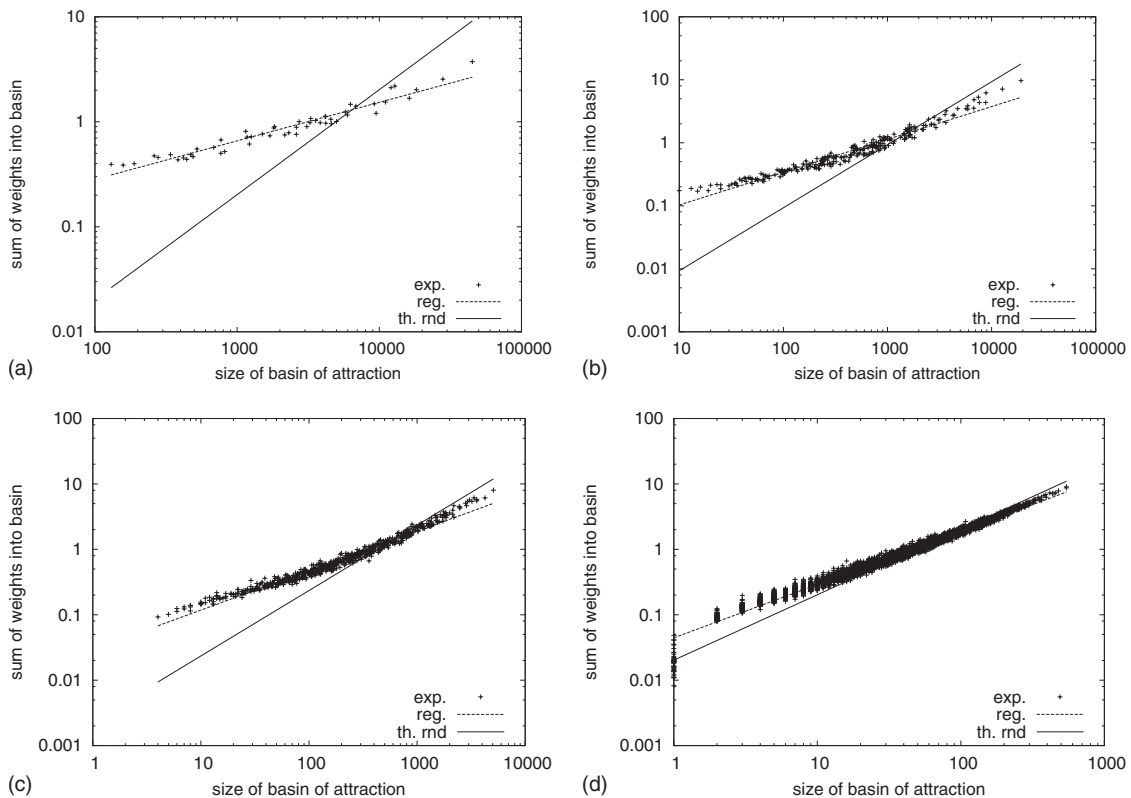 10
1
0.1
0.01
100 1000 10000 100000
sum of weights into basin
size of basin of attraction
exp.
reg.
th. rnd
(a)
100
10
1
0.1
0.01
0.001
10 100 1000 10000 100000
sum of weights into basin
size of basin of attraction
exp.
reg.
th. rnd
(b)
100
10
1
0.1
0.01
0.001
1 10 100 1000 10000
sum of weights into basin
size of basin of attraction
exp.
reg.
th. rnd
(c)
100
10
1
0.1
0.01
0.001
1 10 100 1000
sum of weights into basin
size of basin of attraction
exp.
reg.
th. rnd
(d)